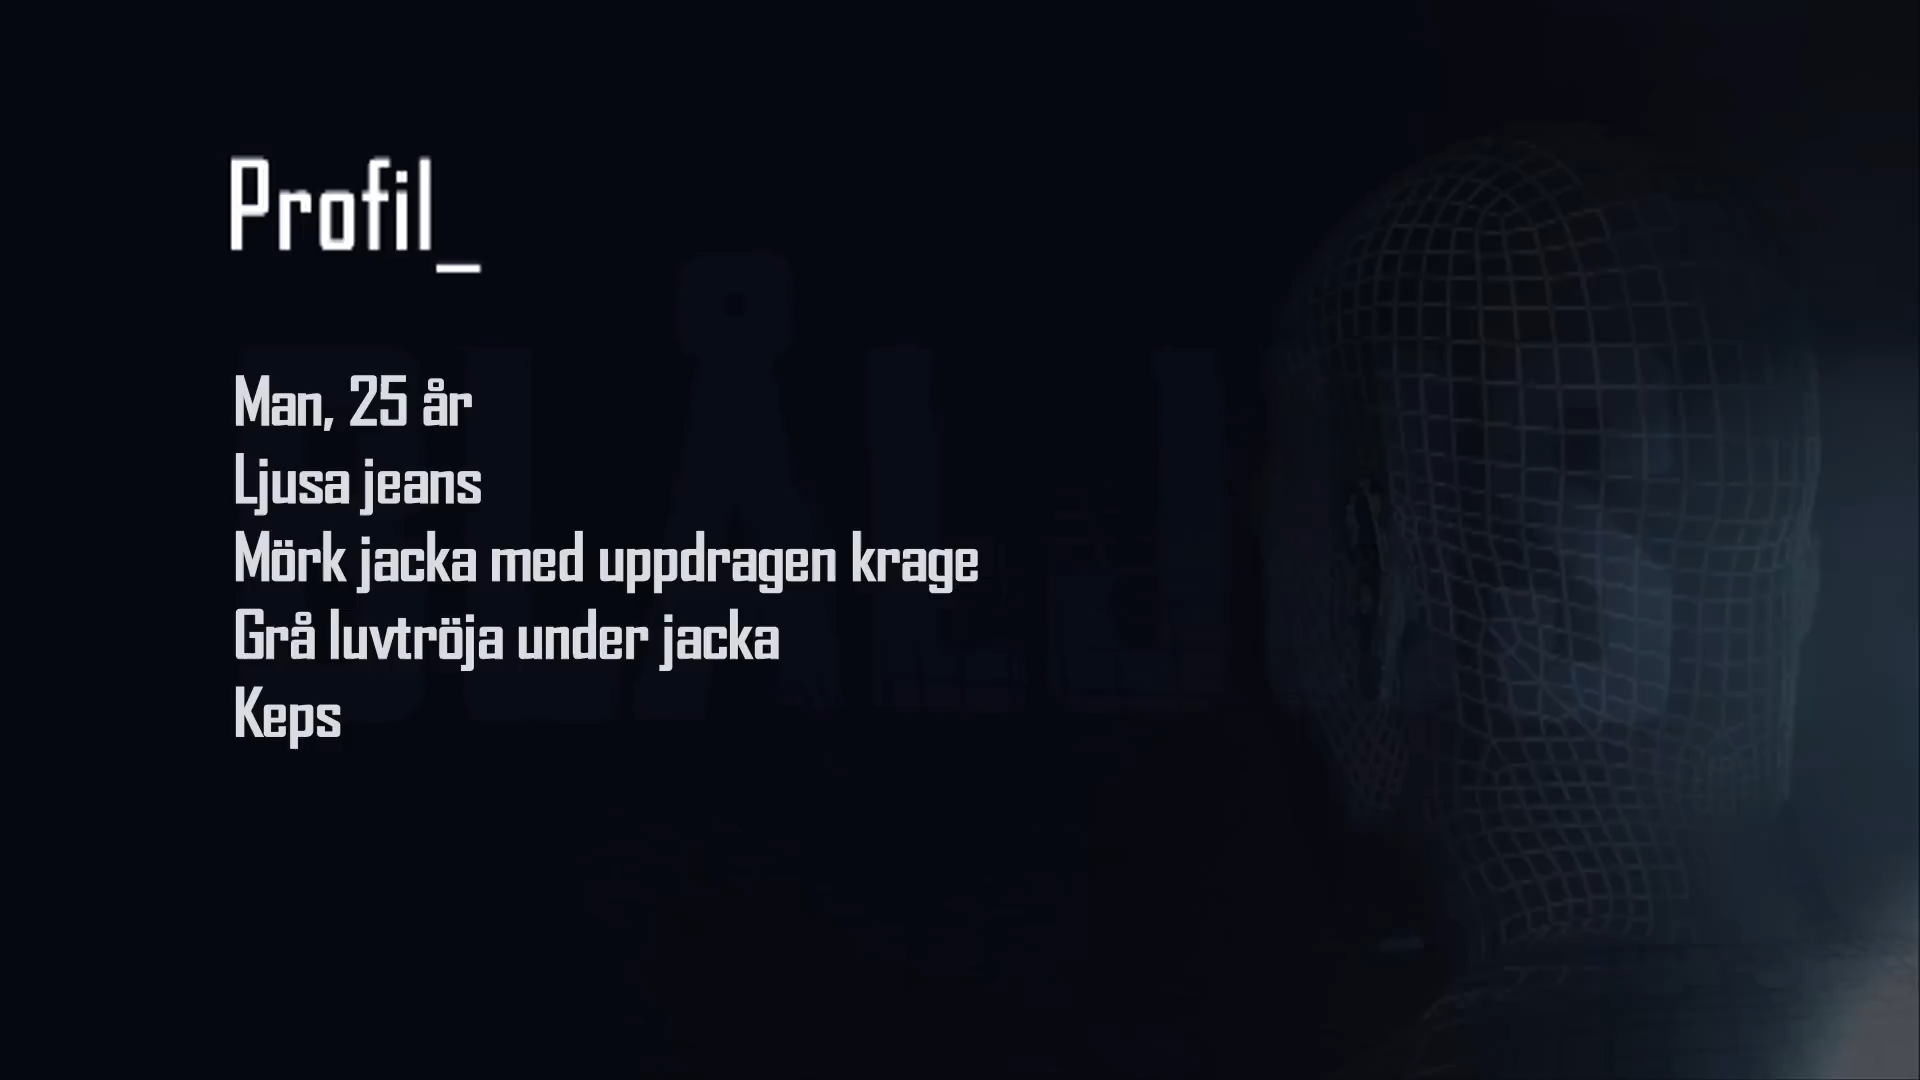 Profil_
Man, 25 år
Ljusa jeans
Mörk jacka med uppdragen krage
Grå luvtröja under jacka
Keps